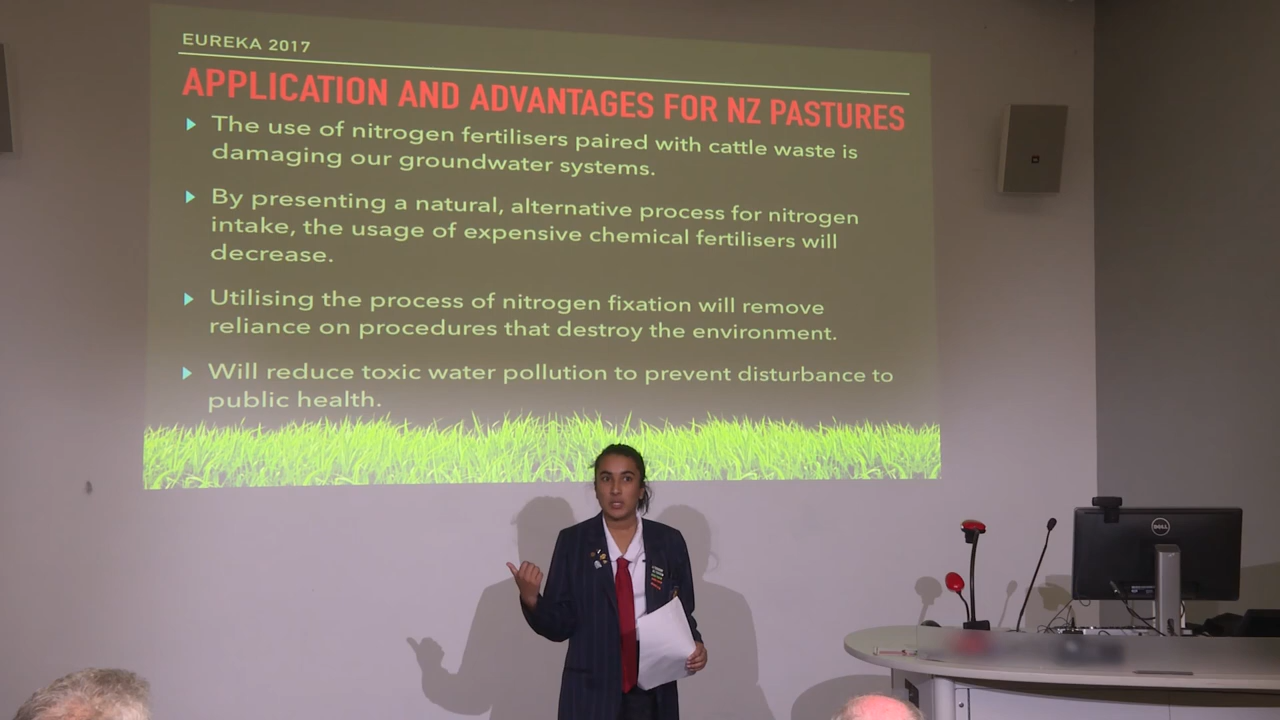 EUREKA 2017
APPLICATION AND ADVANTAGES FOR NZ PASTURES
The use of nitrogen fertilisers paired with cattle waste is
damaging our groundwater systems.
By presenting a natural, alternative process for nitrogen
intake, the usage of expensive chemical fertilisers will
decrease.
Utilising the process of nitrogen fixation will remove
reliance on procedures that destroy the environment.
Will reduce toxic water pollution to prevent disturbance to
public health.
DELL